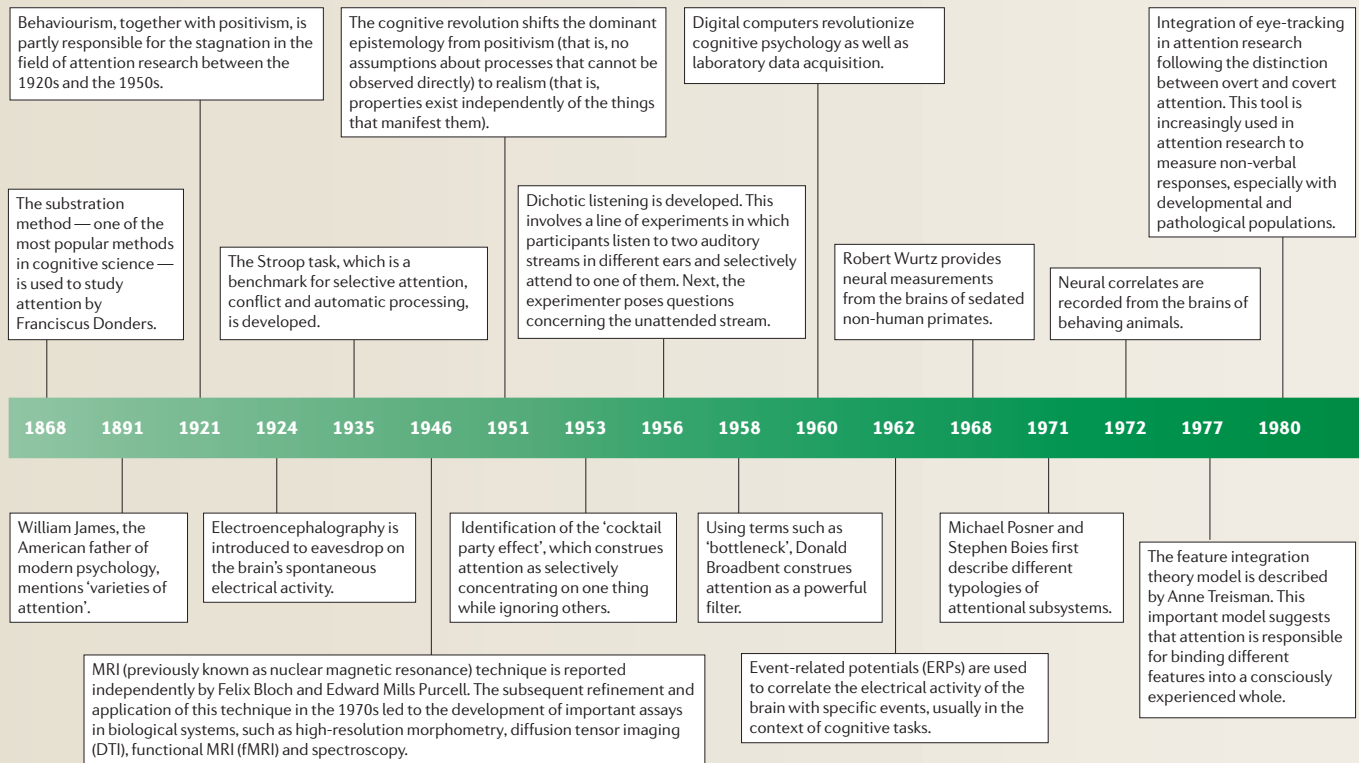 Behaviourism, together with positivism, is
partly responsible for the stagnation in the
field of attention research between the
1920s and the 1950s.
The cognitive revolution shifts the dominant
epistemology from positivism (that is, no
assumptions about processes that cannot be
observed directly) to realism (that is,
properties exist independently of the things
that manifest them).
Digital computers revolutionize
cognitive psychology as well as
laboratory data acquisition.
Integration of eye-tracking
in attention research
following the distinction
between overt and covert
attention. This tool is
increasingly used in
attention research to
measure non-verbal
responses, especially with
developmental and
pathological populations.
The substration
method — one of the
most popular methods
in cognitive science —
is used to study
attention by
Franciscus Donders.
The Stroop task, which is a
benchmark for selective attention,
conflict and automatic processing,
is developed.
Dichotic listening is developed. This
involves a line of experiments in which
participants listen to two auditory
streams in different ears and selectively
attend to one of them. Next, the
experimenter poses questions
concerning the unattended stream.
Robert Wurtz provides
neural measurements
from the brains of sedated
non-human primates.
Neural correlates are
recorded from the brains of
behaving animals.
1868 1891 1921 1924 1935 1946 1951 1953 1956 1958 1960 1962 1968 1971 1972 1977 1980
William James, the
American father of
modern psychology,
mentions ‘varieties of
attention’.
Electroencephalography is
introduced to eavesdrop on
the brain’s spontaneous
electrical activity.
Identification of the ‘cocktail
party effect’, which construes
attention as selectively
concentrating on one thing
while ignoring others.
Using terms such as
‘bottleneck’, Donald
Broadbent construes
attention as a powerful
filter.
Michael Posner and
Stephen Boies first
describe different
typologies of
attentional subsystems.
The feature integration
theory model is described
by Anne Treisman. This
important model suggests
that attention is responsible
for binding different
features into a consciously
experienced whole.
MRI (previously known as nuclear magnetic resonance) technique is reported
independently by Felix Bloch and Edward Mills Purcell. The subsequent refinement and
application of this technique in the 1970s led to the development of important assays
in biological systems, such as high-resolution morphometry, diffusion tensor imaging
(DTI), functional MRI (fMRI) and spectroscopy.
Event-related potentials (ERPs) are used
to correlate the electrical activity of the
brain with specific events, usually in the
context of cognitive tasks.